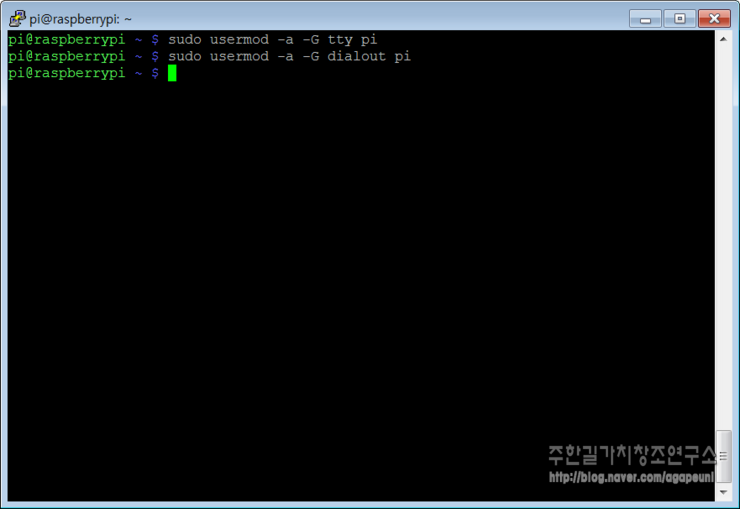 pi@raspberrypi: ~
pi@raspberrypi ~ $ sudo usermod -a -G tty pi
pi@raspberrypi ~ $ sudo usermod -a -G dialout pi
pi@raspberrypi ~ $
주한길가치창조연구소
http://blog.naver.com/agapeuni